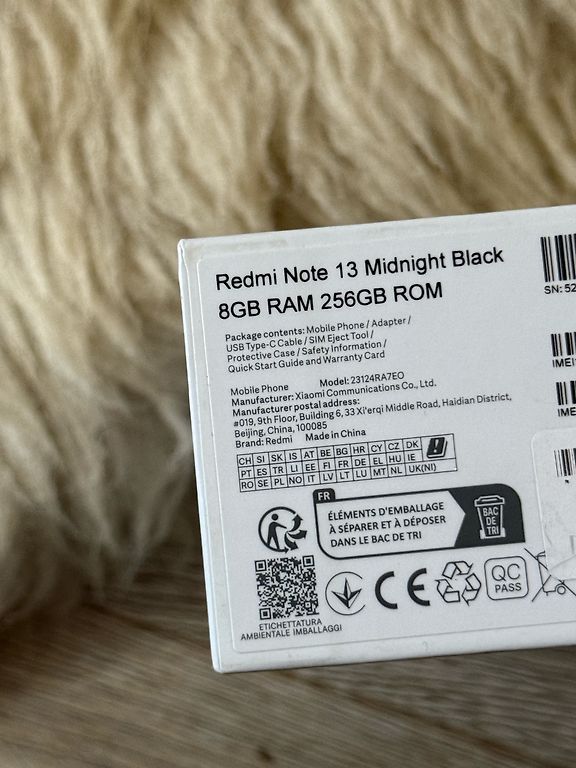 Redmi Note 13 Midnight Black
8GB RAM 256GB ROM
Package contents: Mobile Phone / Adapter /
USB Type-C Cable / SIM Eject Tool /
Protective Case / Safety Information /
Quick Start Guide and Warranty Card
Mobile Phone Model: 23124RA7EO
Manufacturer: Xiaomi Communications Co., Ltd.
Manufacturer postal address:
#019, 9th Floor, Building 6, 33 Xi'erqi Middle Road, Haidian District,
Beijing, China, 100085
Brand: Redmi Made in China
CH SI SK IS AT BE BG HR CY CZ DK
PT ES TR LI EE FI FR DE EL HU IE
RO SE PL NO IT LV LT LU MT NL UK(NI)
FR
ÉLÉMENTS D'EMBALLAGE
À SÉPARER ET À DÉPOSER
DANS LE BAC DE TRI
BAC
DE
TRI
ETICHETTATURA
AMBIENTALE IMBALLAGGI
CE
QC
PASS
SN: 52
IMEI